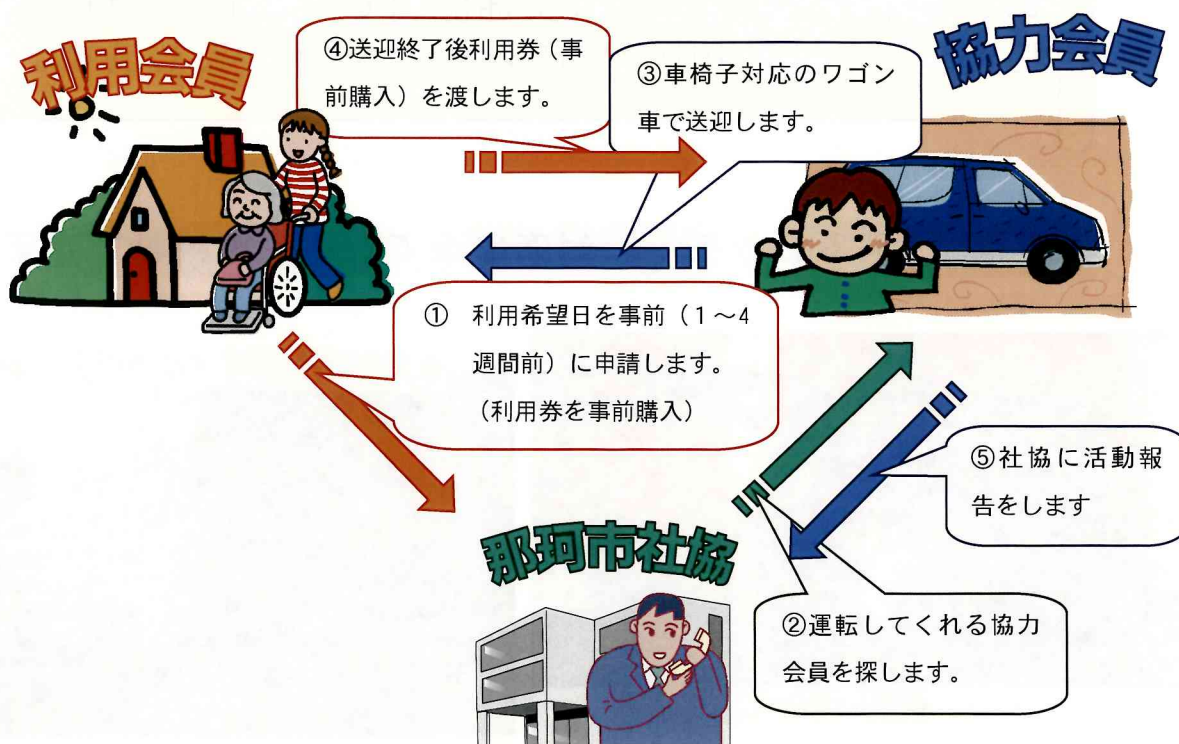 利用会員
協力会員
④送迎終了後利用券（事
前購入）を渡します。
③車椅子対応のワゴン
車で送迎します。
① 利用希望日を事前（１～４
週間前）に申請します。
（利用券を事前購入）
⑤社協に活動報
告をします
那珂市社協
②運転してくれる協力
会員を探します。